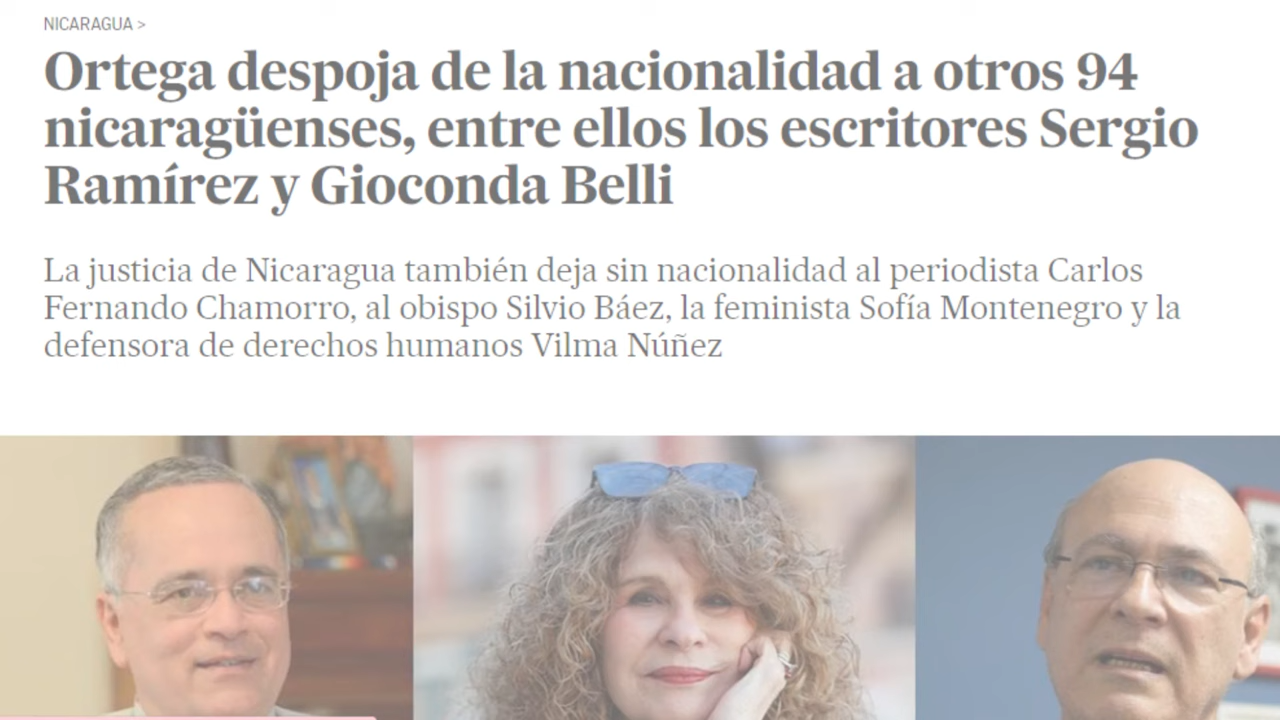 NICARAGUA >
Ortega despoja de la nacionalidad a otros 94
nicaragüenses, entre ellos los escritores Sergio
Ramírez y Gioconda Belli
La justicia de Nicaragua también deja sin nacionalidad al periodista Carlos
Fernando Chamorro, al obispo Silvio Báez, la feminista Sofía Montenegro y la
defensora de derechos humanos Vilma Núñez